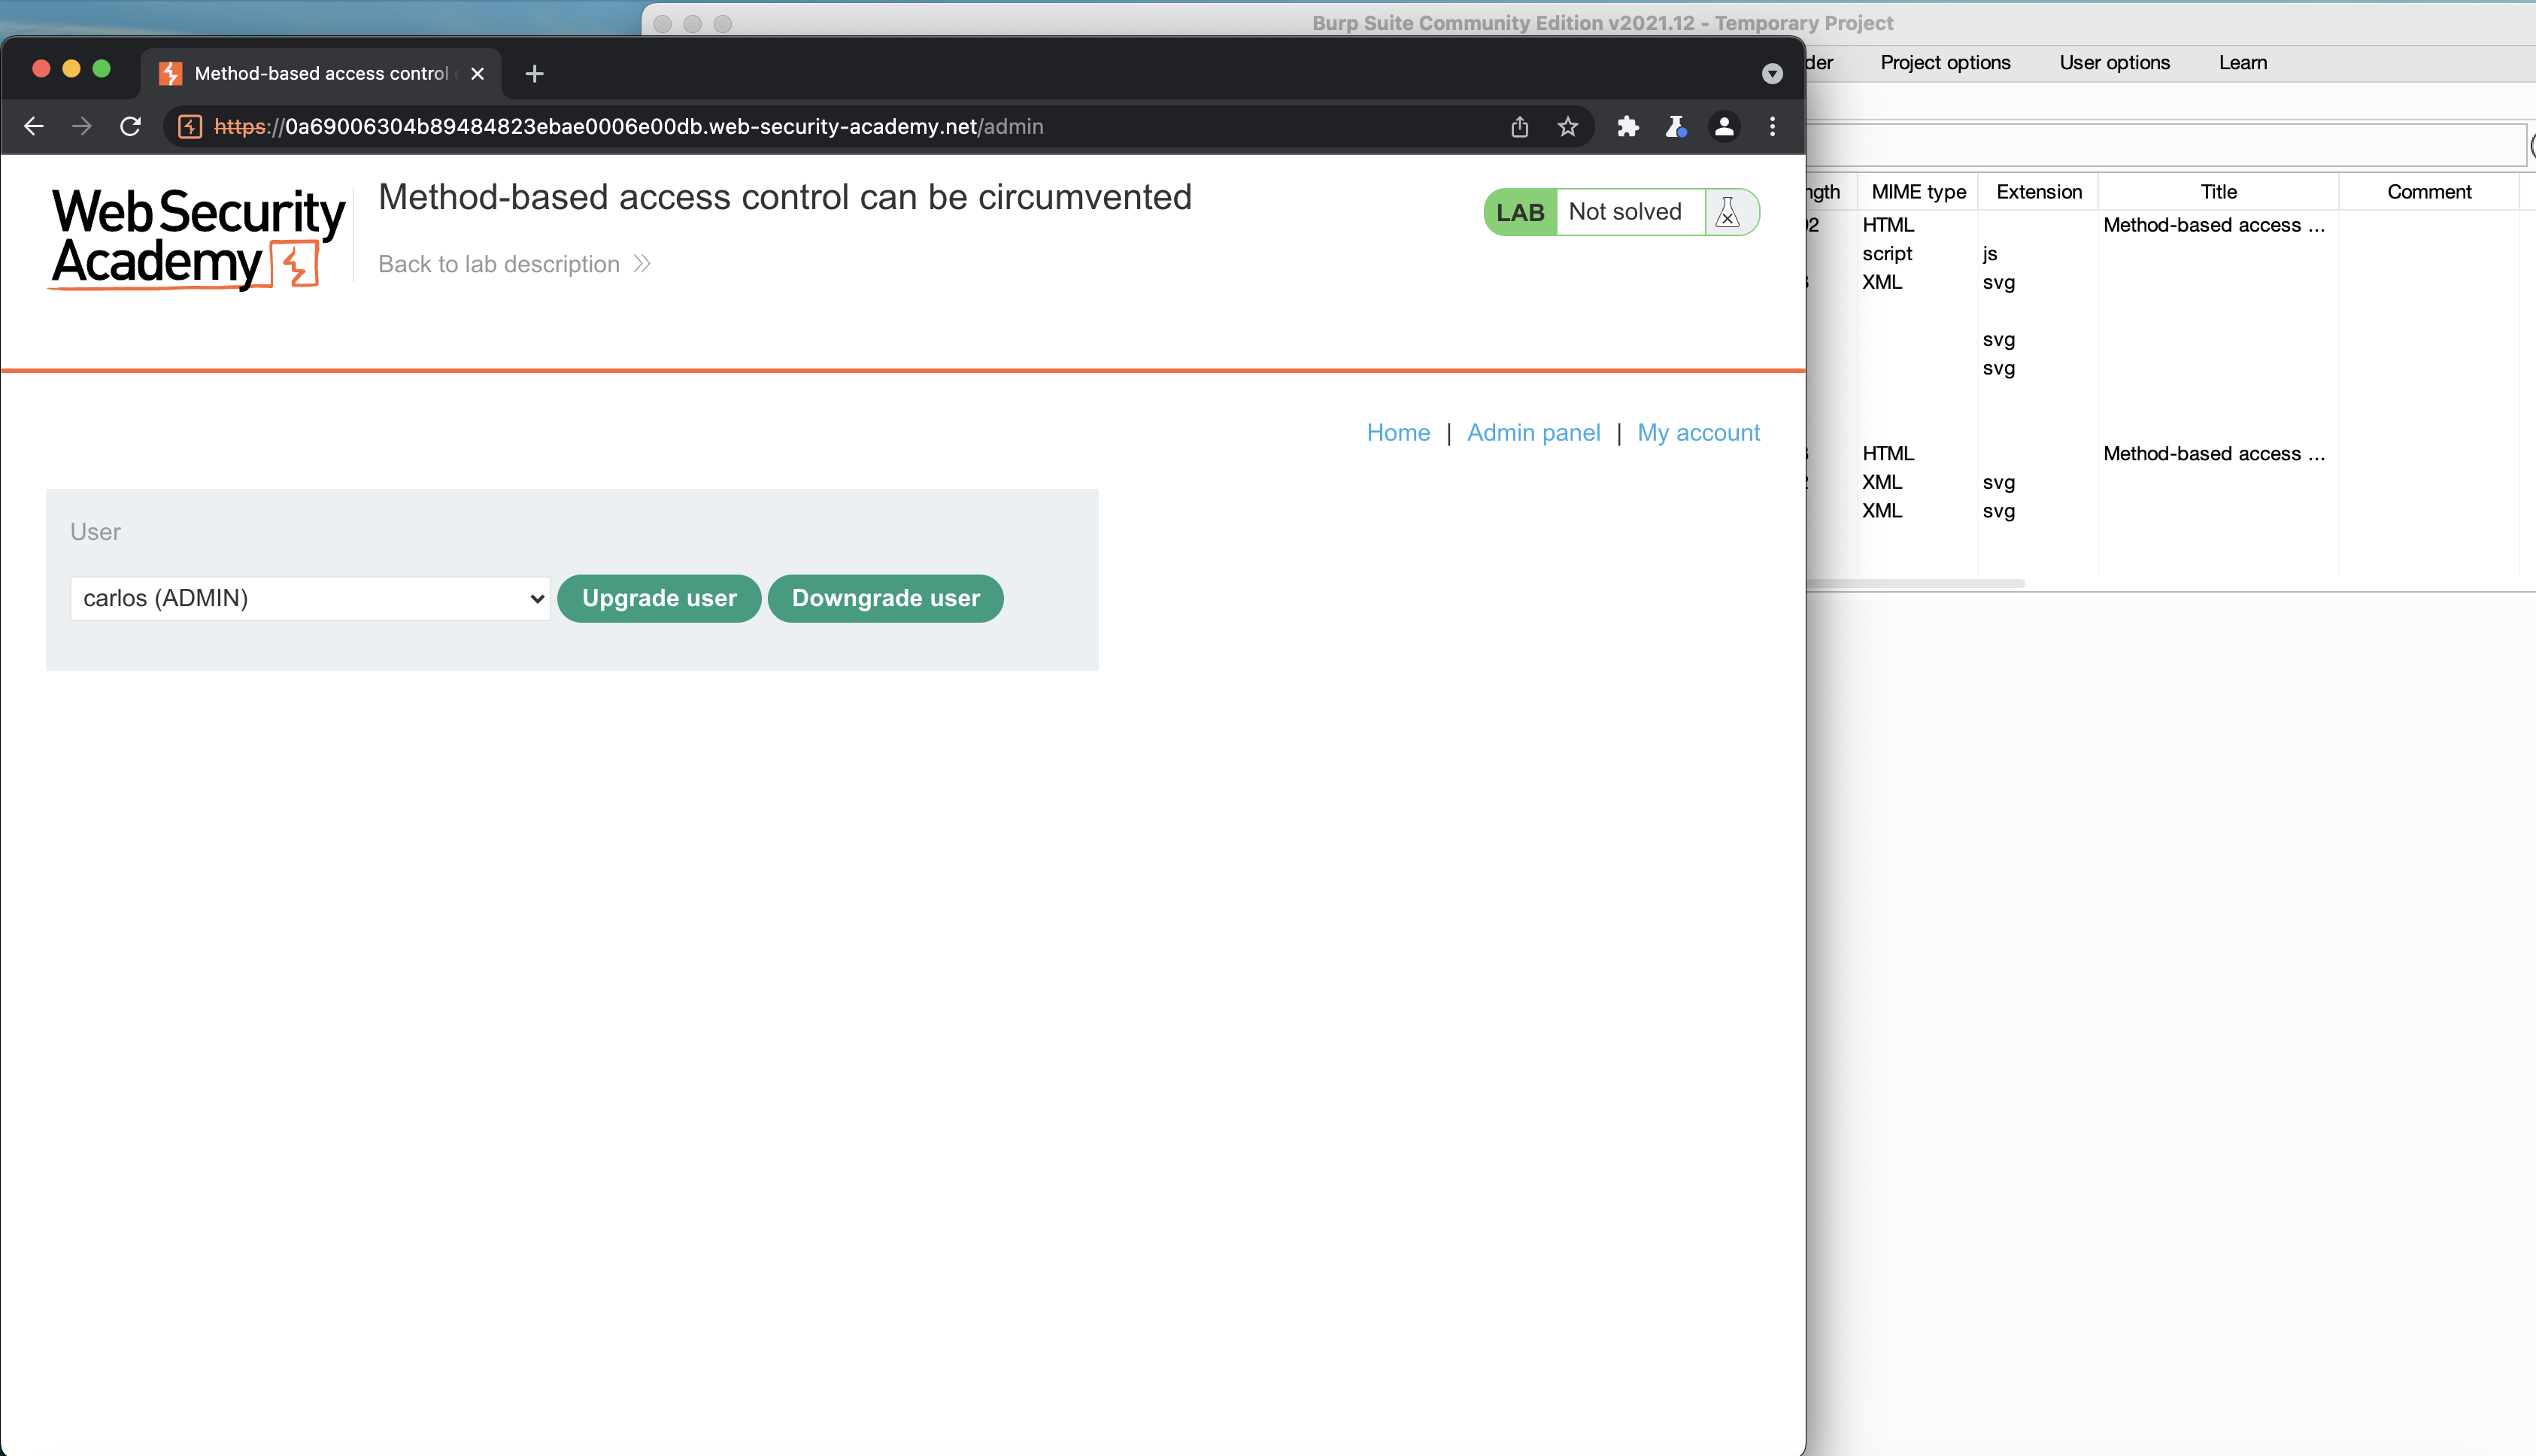 Burp Suite Community Edition v2021.12 - Temporary Project
Method-based access control
Project options User options Learn
https://0a69006304b89484823ebae0006e00db.web-security-academy.net/admin
Web Security
Academy
Method-based access control can be circumvented
LAB Not solved
Back to lab description
MIME type Extension Title Comment
HTML Method-based access ...
script js
XML svg
svg
svg
Home | Admin panel | My account
HTML Method-based access ...
XML svg
XML svg
User
carlos (ADMIN) Upgrade user Downgrade user